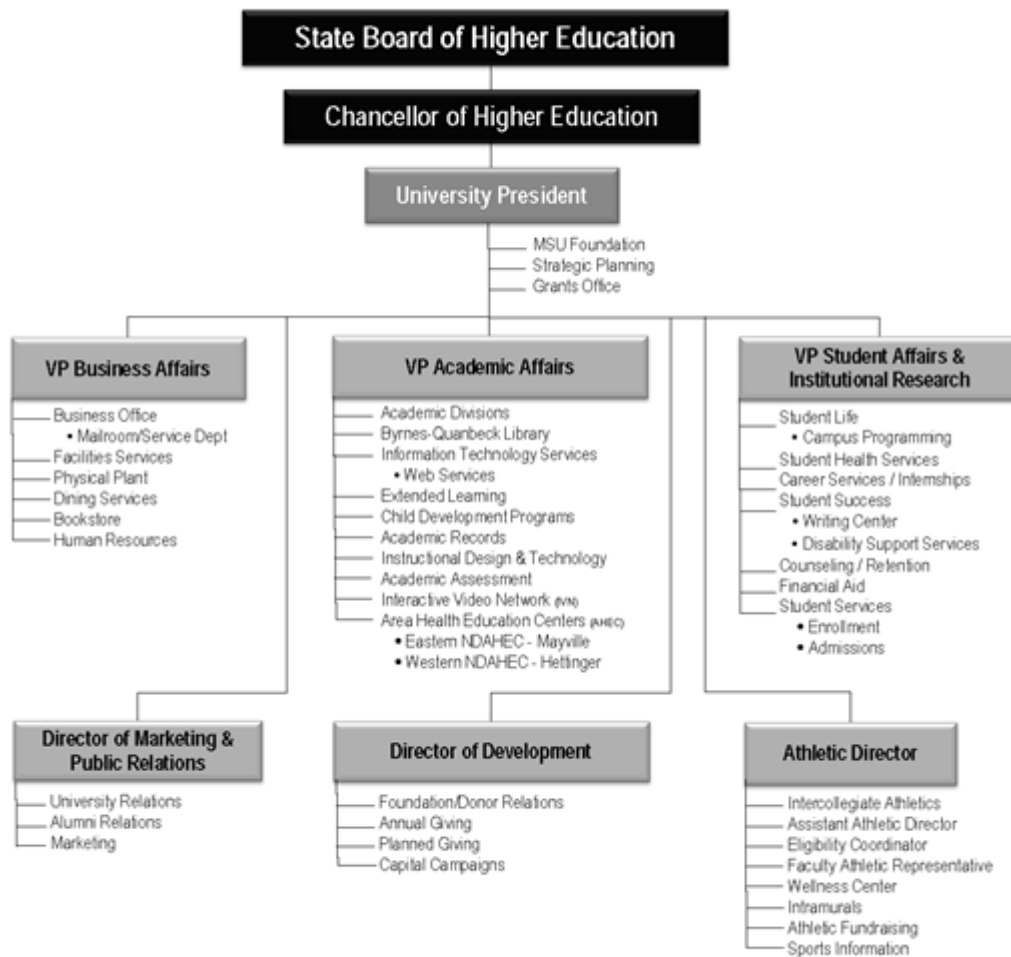 State Board of Higher Education
Chancellor of Higher Education
University President
MSU Foundation
Strategic Planning
Grants Office
VP Business Affairs
Business Office
• Mailroom/Service Dept
Facilities Services
Physical Plant
Dining Services
Bookstore
Human Resources
VP Academic Affairs
Academic Divisions
Byrnes-Quanbeck Library
Information Technology Services
• Web Services
Extended Learning
Child Development Programs
Academic Records
Instructional Design & Technology
Academic Assessment
Interactive Video Network (IVN)
Area Health Education Centers (AHEC)
• Eastern NDAHEC - Mayville
• Western NDAHEC - Hettinger
VP Student Affairs &
Institutional Research
Student Life
• Campus Programming
Student Health Services
Career Services / Internships
Student Success
• Writing Center
• Disability Support Services
Counseling / Retention
Financial Aid
Student Services
• Enrollment
• Admissions
Director of Marketing &
Public Relations
University Relations
Alumni Relations
Marketing
Director of Development
Foundation/Donor Relations
Annual Giving
Planned Giving
Capital Campaigns
Athletic Director
Intercollegiate Athletics
Assistant Athletic Director
Eligibility Coordinator
Faculty Athletic Representative
Wellness Center
Intramurals
Athletic Fundraising
Sports Information